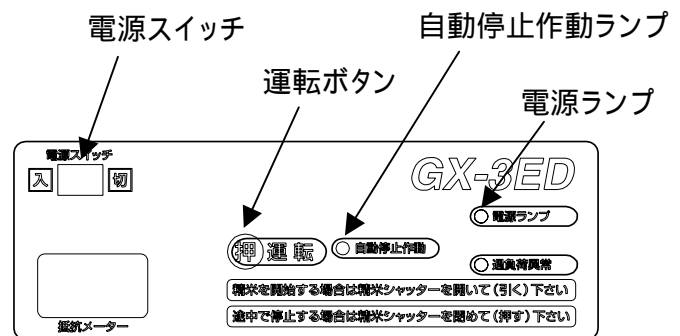 電源スイッチ
自動停止作動ランプ
運転ボタン
電源ランプ
電源スイッチ
入 切
GX-3ED
電源ランプ
押 運転
自動停止作動
過負荷異常
精米を開始する場合は精米シャッターを開いて(引く)下さい
途中で停止する場合は精米シャッターを閉めて(押す)下さい
抵抗メーター